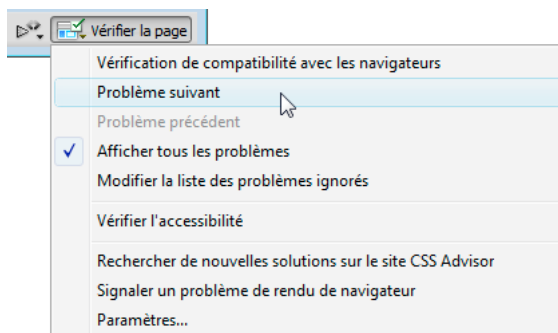 Vérifier la page
Vérification de compatibilité avec les navigateurs
Problème suivant
Problème précédent
Afficher tous les problèmes
Modifier la liste des problèmes ignorés
Vérifier l'accessibilité
Rechercher de nouvelles solutions sur le site CSS Advisor
Signaler un problème de rendu de navigateur
Paramètres...